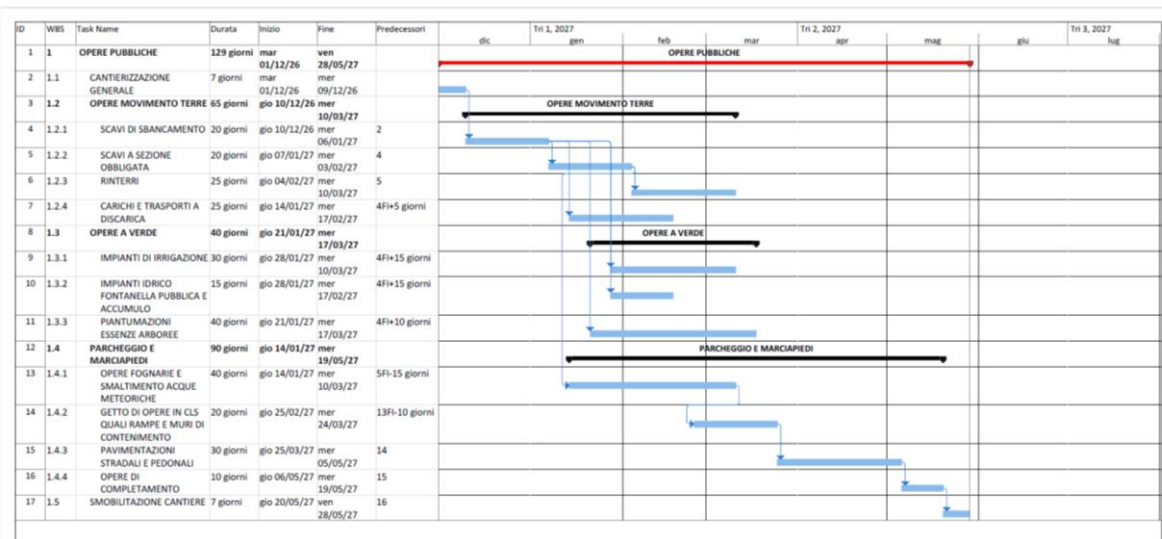 ID WBS Task Name Durata Inizio Fine Predecessori
Tri 1, 2027 Tri 2, 2027 Tri 3, 2027
dic gen feb mar apr mag giu lug
1 1 OPERE PUBBLICHE 129 giorni mar ven OPERE PUBBLICHE
01/12/26 28/05/27
2 1.1 CANTIERIZZAZIONE 7 giorni mar mer
GENERALE 01/12/26 09/12/26
3 1.2 OPERE MOVIMENTO TERRE 65 giorni gio 10/12/26 mer OPERE MOVIMENTO TERRE
10/03/27
4 1.2.1 SCAVI DI SBANCAMENTO 20 giorni gio 10/12/26 mer 2
06/01/27
5 1.2.2 SCAVI A SEZIONE 20 giorni gio 07/01/27 mer 4
OBBLIGATA 03/02/27
6 1.2.3 RINTERRI 25 giorni gio 04/02/27 mer 5
10/03/27
7 1.2.4 CARICHI E TRASPORTI A 25 giorni gio 14/01/27 mer 4FI+5 giorni
DISCARICA 17/02/27
8 1.3 OPERE A VERDE 40 giorni gio 21/01/27 mer OPERE A VERDE
17/03/27
9 1.3.1 IMPIANTI DI IRRIGAZIONE 30 giorni gio 28/01/27 mer 4FI+15 giorni
10/03/27
10 1.3.2 IMPIANTI IDRICO 15 giorni gio 28/01/27 mer 4FI+15 giorni
FONTANELLA PUBBLICA E 17/02/27
ACCUMULO
11 1.3.3 PIANTUMAZIONI 40 giorni gio 21/01/27 mer 4FI+10 giorni
ESSENZE ARBOREE 17/03/27
12 1.4 PARCHEGGIO E 90 giorni gio 14/01/27 mer PARCHEGGIO E MARCIAPIEDI
MARCIAPIEDI 19/05/27
13 1.4.1 OPERE FOGNARIE E 40 giorni gio 14/01/27 mer 5FI-15 giorni
SMALTIMENTO ACQUE 10/03/27
METEORICHE
14 1.4.2 GETTO DI OPERE IN CLS 20 giorni gio 25/02/27 mer 13FI-10 giorni
QUALI RAMPE E MURI DI 24/03/27
CONTENIMENTO
15 1.4.3 PAVIMENTAZIONI 30 giorni gio 25/03/27 mer 14
STRADALI E PEDONALI 05/05/27
16 1.4.4 OPERE DI 10 giorni gio 06/05/27 mer 15
COMPLETAMENTO 19/05/27
17 1.5 SMOBILITAZIONE CANTIERE 7 giorni gio 20/05/27 ven 16
28/05/27